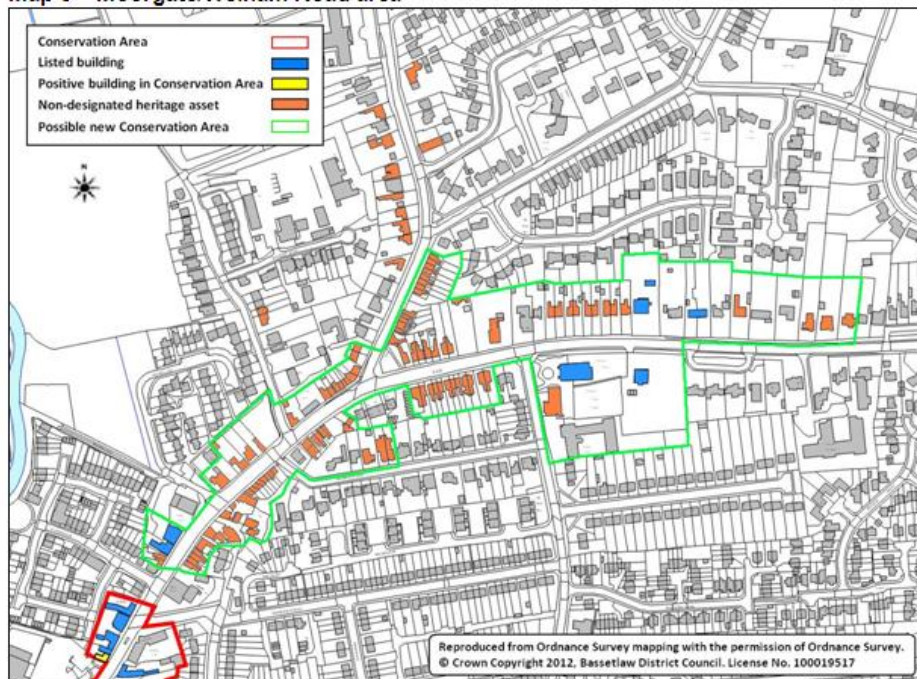 Conservation Area
Listed building
Positive building in Conservation Area
Non-designated heritage asset
Possible new Conservation Area
N
Reproduced from Ordnance Survey mapping with the permission of Ordnance Survey.
© Crown Copyright 2012, Bassetlaw District Council. License No. 100019517